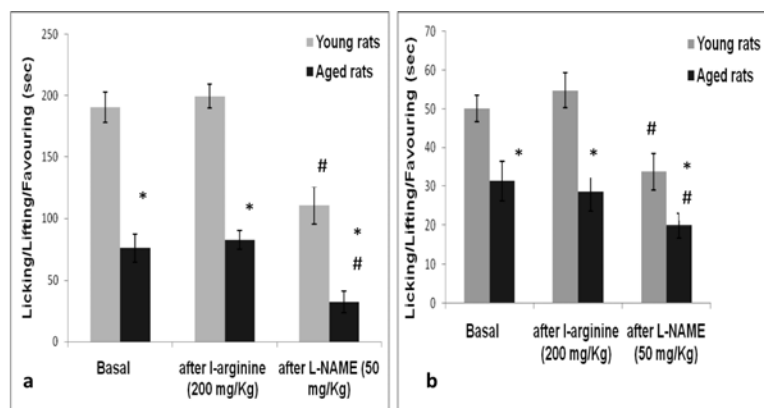 Licking/Lifting/Favouring (sec)
250
200
150
100
50
0
Young rats
Aged rats
*
*
#
*
#
Basal
after l-arginine
(200 mg/Kg)
after L-NAME (50
mg/Kg)
a
Licking/Lifting/Favouring (sec)
70
60
50
40
30
20
10
0
Young rats
Aged rats
*
*
#
*
#
Basal
after l-arginine
(200 mg/Kg)
after L-NAME
(50 mg/Kg)
b